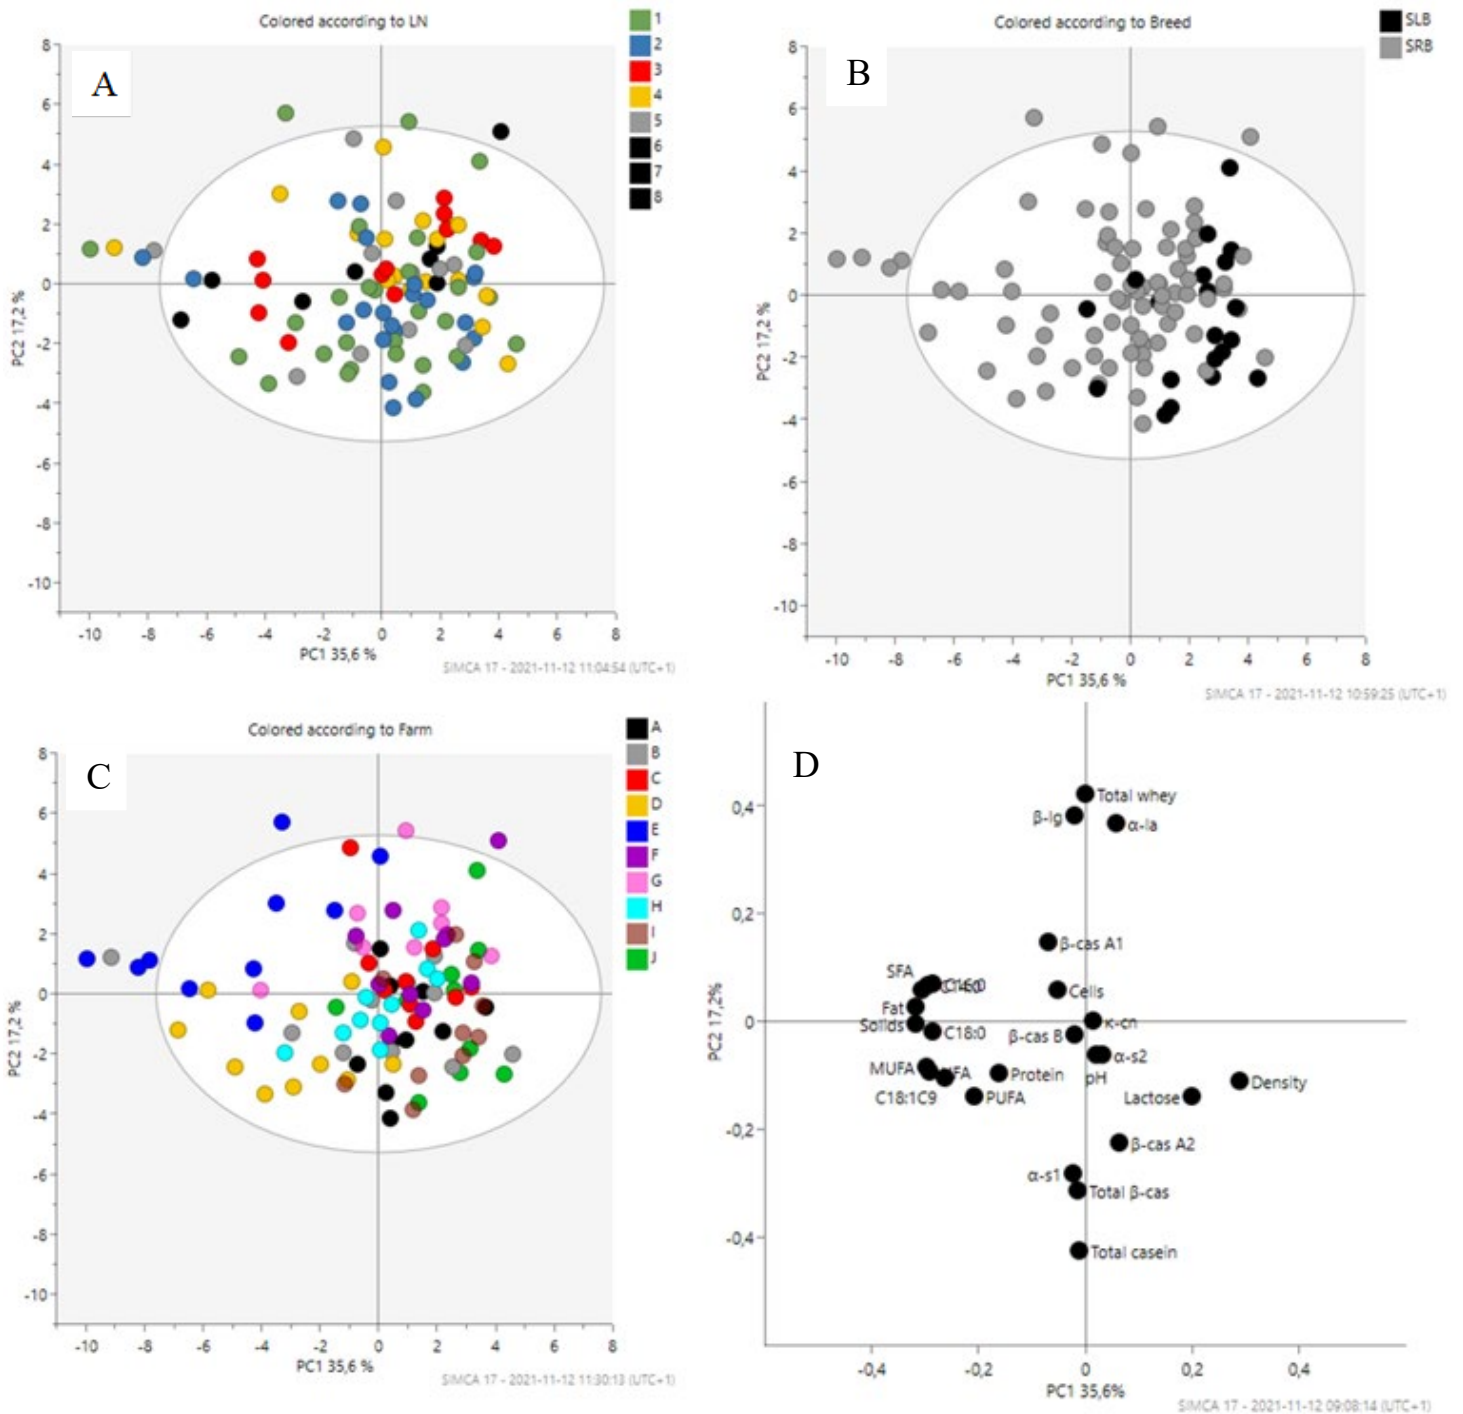 Colored according to LN
A
1
2
3
4
5
6
7
8
8
6
4
2
0
-2
-4
-6
-8
-10
PC2 17,2 %
-10 -8 -6 -4 -2 0 2 4 6 8
PC1 35,6 %
SIMCA 17 - 2021-11-12 11:04:54 (UTC+1)
Colored according to Breed
B
SLB
SRB
8
6
4
2
0
-2
-4
-6
-8
-10
PC2 17,2 %
-10 -8 -6 -4 -2 0 2 4 6 8
PC1 35,6 %
SIMCA 17 - 2021-11-12 10:59:25 (UTC+1)
Colored according to Farm
C
A
B
C
D
E
F
G
H
I
J
8
6
4
2
0
-2
-4
-6
-8
-10
PC2 17,2 %
-10 -8 -6 -4 -2 0 2 4 6 8
PC1 35,6 %
SIMCA 17 - 2021-11-12 11:30:13 (UTC+1)
D
0,4
0,2
0
-0,2
-0,4
PC2 17,2%
Total whey
β-lg
α-la
β-cas A1
SFA
C16:0
Cells
Fat
Solids
C18:0
β-cas B
κ-cn
α-s2
pH
MUFA
Protein
C18:1C9
PUFA
Lactose
Density
β-cas A2
α-s1
Total β-cas
Total casein
-0,4 -0,2 0 0,2 0,4
PC1 35,6%
SIMCA 17 - 2021-11-12 09:08:14 (UTC+1)